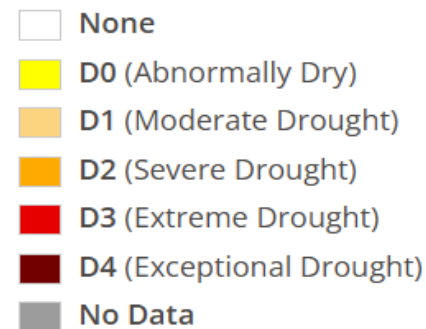 None
D0 (Abnormally Dry)
D1 (Moderate Drought)
D2 (Severe Drought)
D3 (Extreme Drought)
D4 (Exceptional Drought)
No Data